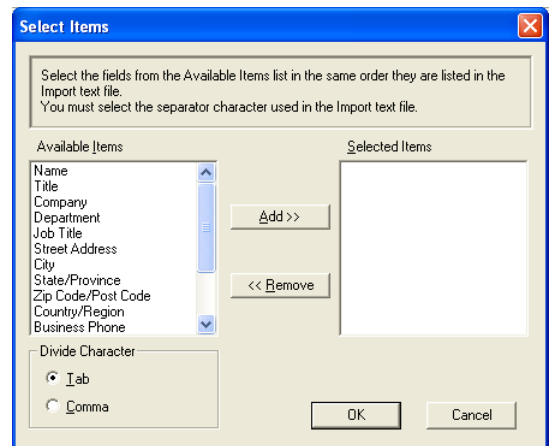 Select Items
Select the fields from the Available Items list in the same order they are listed in the
Import text file.
You must select the separator character used in the Import text file.
Available Items
Selected Items
Name
Title
Company
Department
Job Title
Street Address
City
State/Province
Zip Code/Post Code
Country/Region
Business Phone
Add >>
<< Remove
Divide Character
Tab
Comma
OK
Cancel